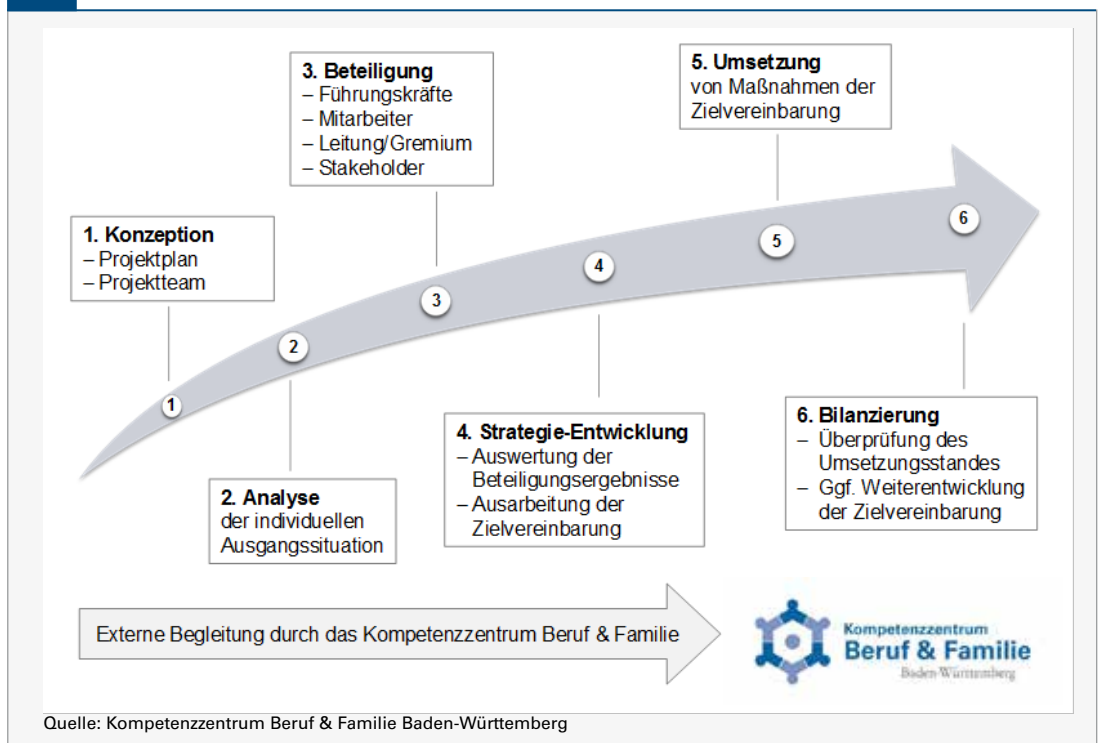 1. Konzeption
– Projektplan
– Projektteam
2. Analyse
der individuellen
Ausgangssituation
3. Beteiligung
– Führungskräfte
– Mitarbeiter
– Leitung/Gremium
– Stakeholder
4. Strategie-Entwicklung
– Auswertung der
Beteiligungsergebnisse
– Ausarbeitung der
Zielvereinbarung
5. Umsetzung
von Maßnahmen der
Zielvereinbarung
6. Bilanzierung
– Überprüfung des
Umsetzungsstandes
– Ggf. Weiterentwicklung
der Zielvereinbarung
1
2
3
4
5
6
Externe Begleitung durch das Kompetenzzentrum Beruf & Familie
Kompetenzzentrum
Beruf & Familie
Baden-Württemberg
Quelle: Kompetenzzentrum Beruf & Familie Baden-Württemberg